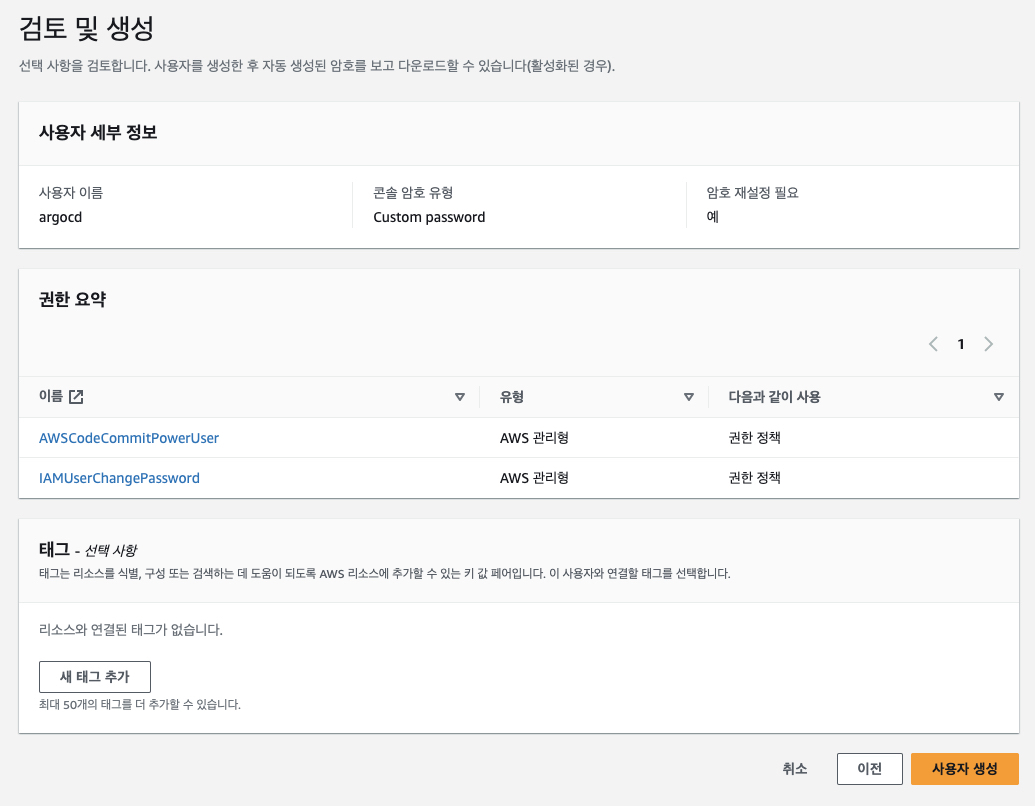 검토 및 생성
선택 사항을 검토합니다. 사용자를 생성한 후 자동 생성된 암호를 보고 다운로드할 수 있습니다(활성화된 경우).
사용자 세부 정보
사용자 이름
argocd
콘솔 암호 유형
Custom password
암호 재설정 필요
예
권한 요약
1
이름 유형 다음과 같이 사용
AWSCodeCommitPowerUser AWS 관리형 권한 정책
IAMUserChangePassword AWS 관리형 권한 정책
태그 - 선택 사항
태그는 리소스를 식별, 구성 또는 검색하는 데 도움이 되도록 AWS 리소스에 추가할 수 있는 키 값 페어입니다. 이 사용자와 연결할 태그를 선택합니다.
리소스와 연결된 태그가 없습니다.
새 태그 추가
최대 50개의 태그를 더 추가할 수 있습니다.
취소 이전 사용자 생성